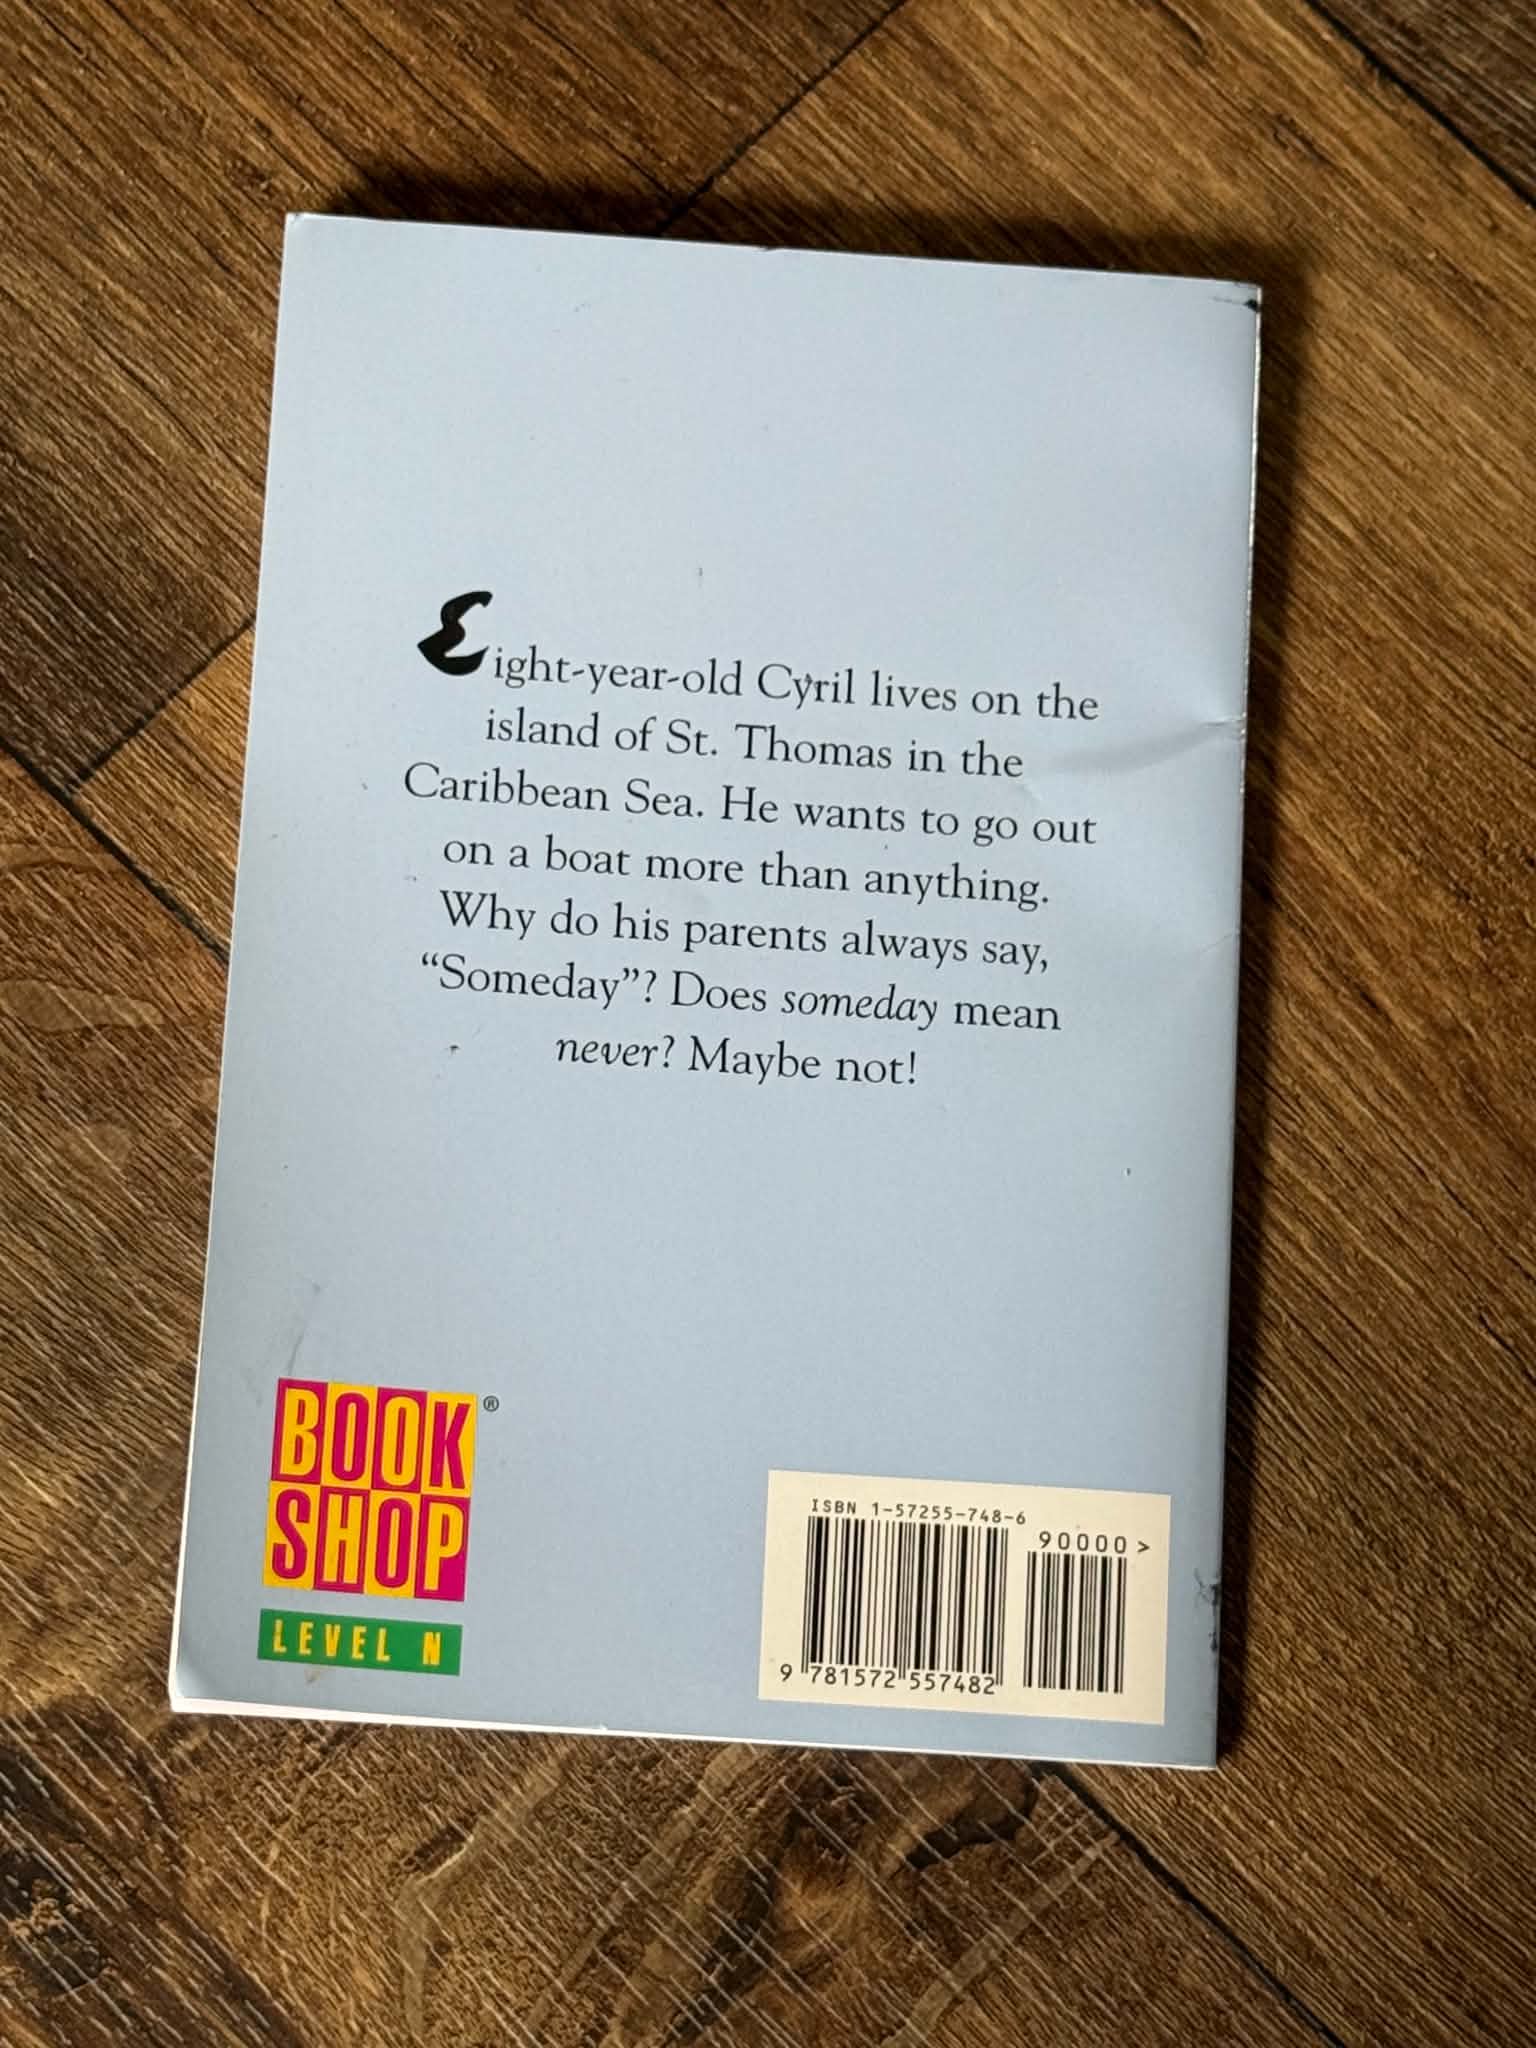 Eight-year-old Cyril lives on the
island of St. Thomas in the
Caribbean Sea. He wants to go out
on a boat more than anything.
Why do his parents always say,
“Someday”? Does someday mean
never? Maybe not!
BOOK®
SHOP
LEVEL N
ISBN 1-57255-748-6
90000>
9 781572 557482